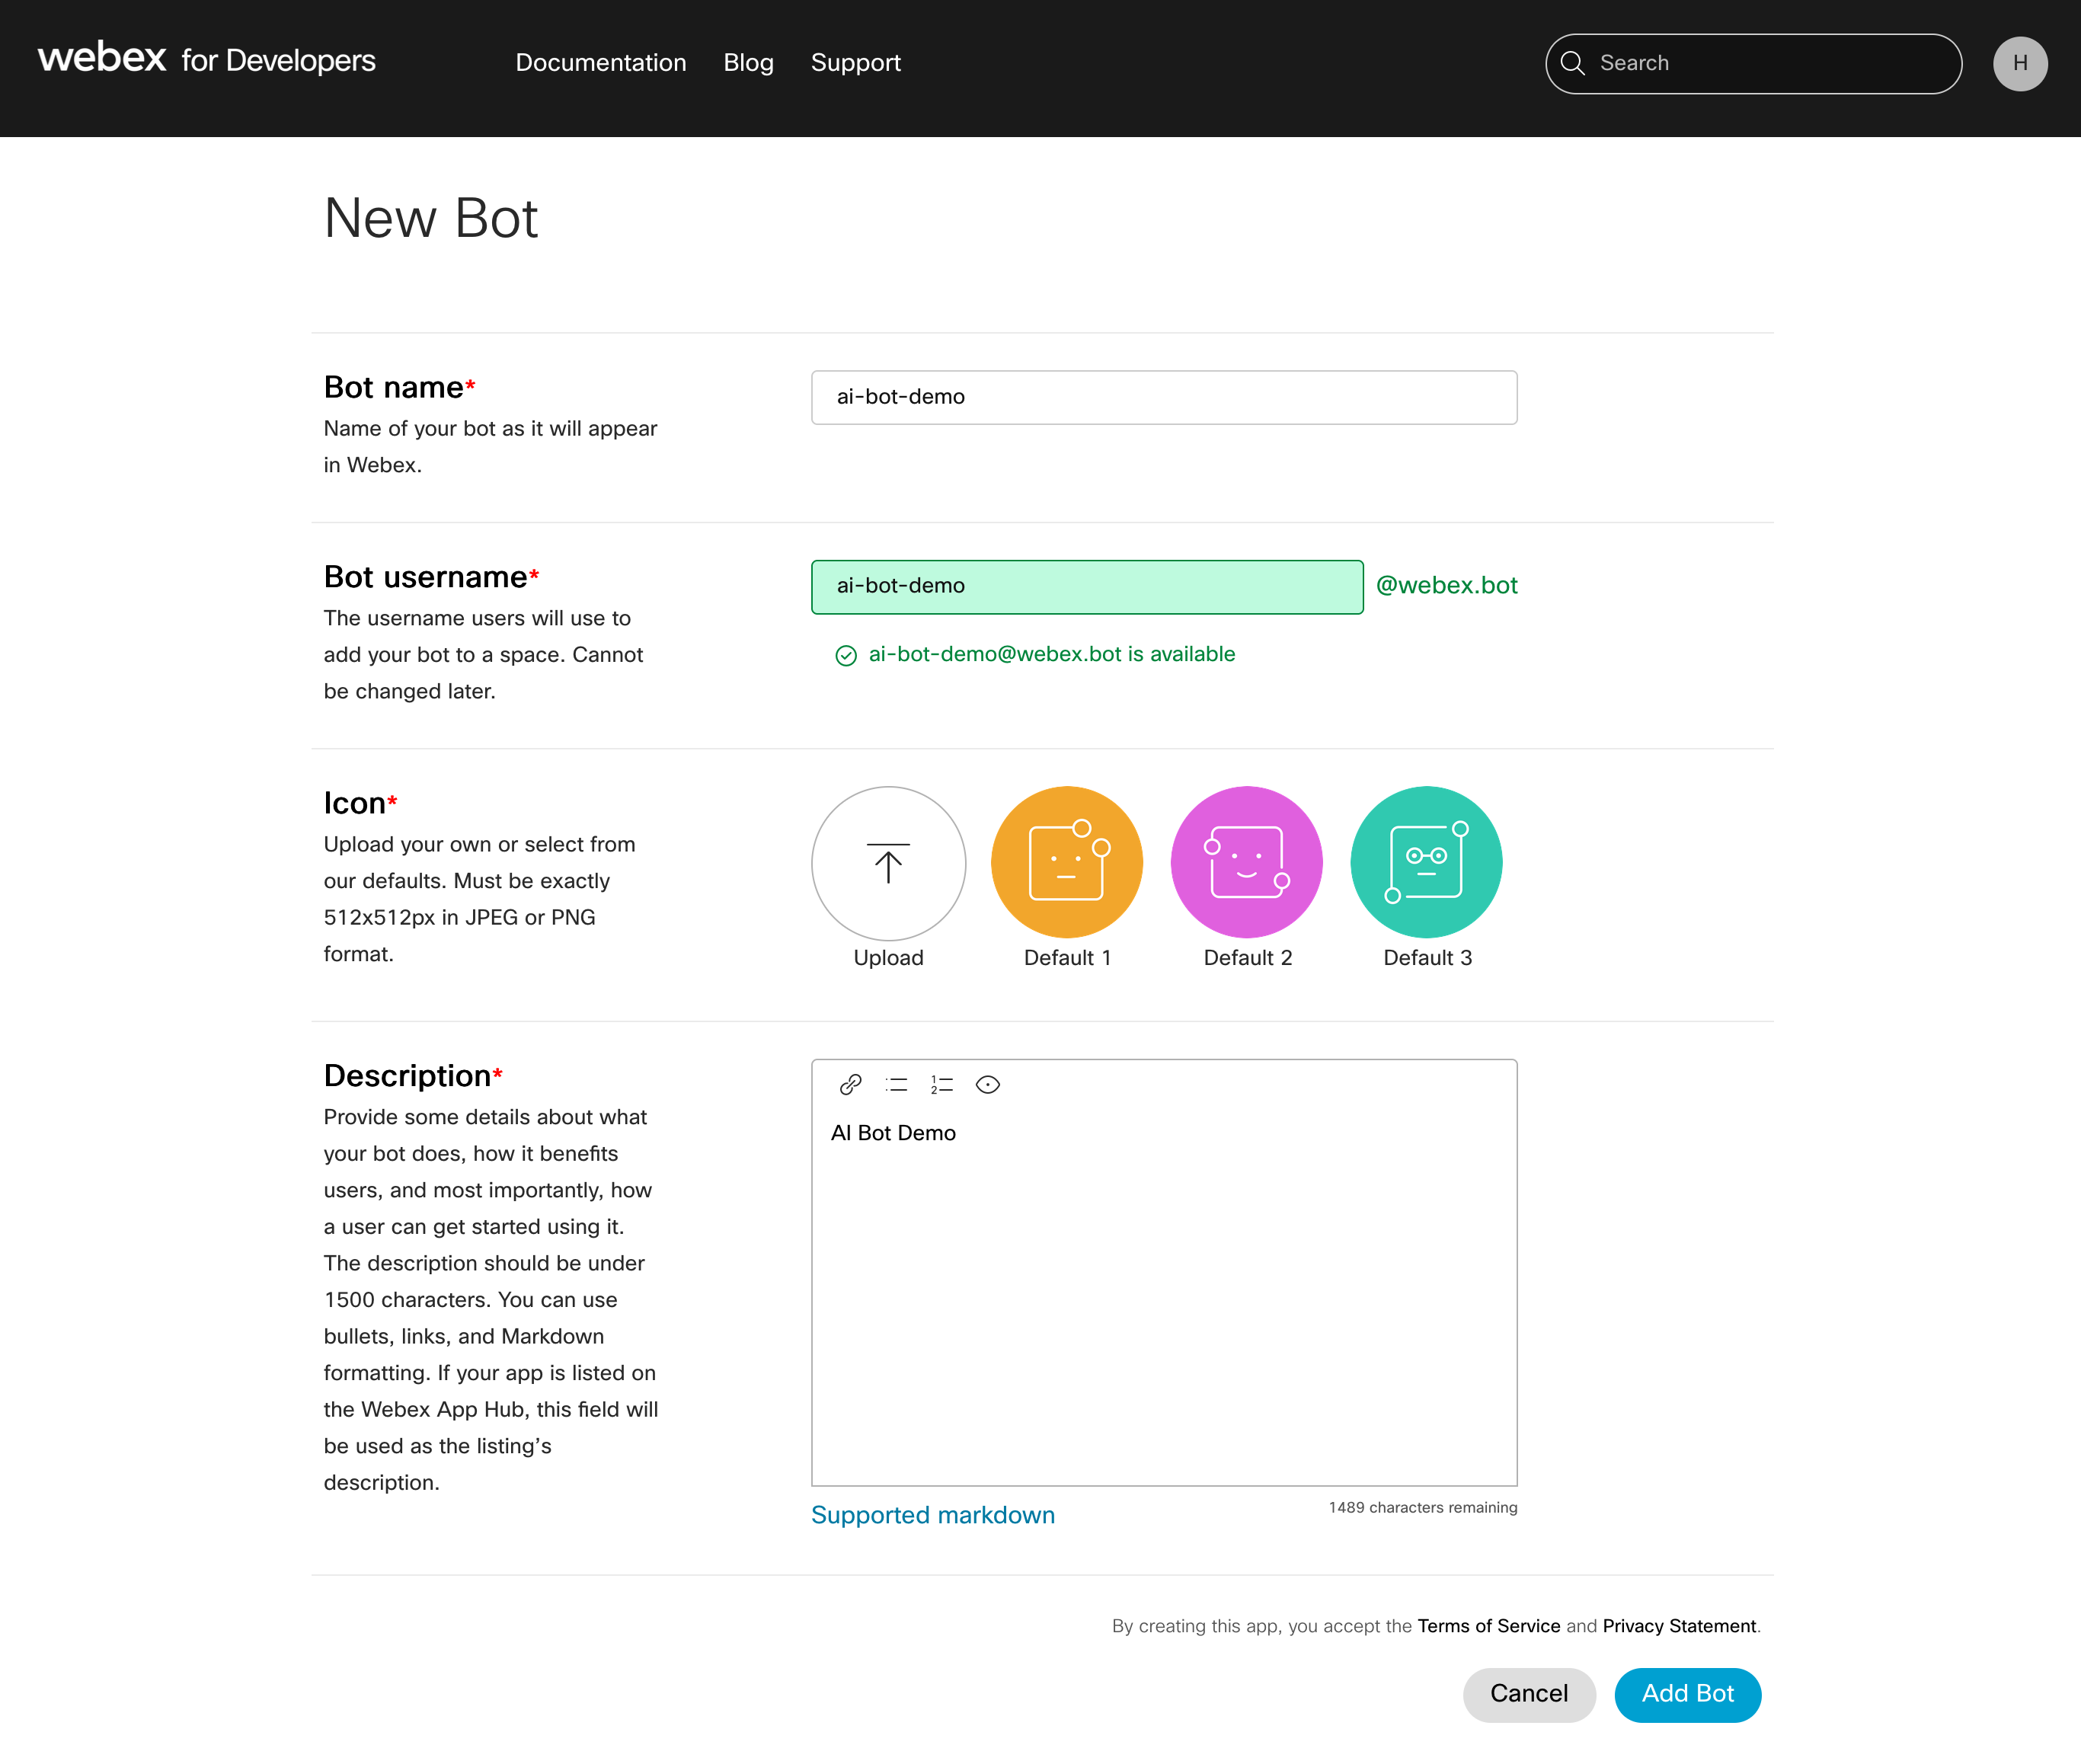 webex for Developers
Documentation
Blog
Support
Search
H
New Bot
Bot name*
Name of your bot as it will appear
in Webex.
ai-bot-demo
Bot username*
The username users will use to
add your bot to a space. Cannot
be changed later.
ai-bot-demo
@webex.bot
ai-bot-demo@webex.bot is available
Icon*
Upload your own or select from
our defaults. Must be exactly
512x512px in JPEG or PNG
format.
Upload
Default 1
Default 2
Default 3
Description*
Provide some details about what
your bot does, how it benefits
users, and most importantly, how
a user can get started using it.
The description should be under
1500 characters. You can use
bullets, links, and Markdown
formatting. If your app is listed on
the Webex App Hub, this field will
be used as the listing’s
description.
AI Bot Demo
Supported markdown
1489 characters remaining
By creating this app, you accept the Terms of Service and Privacy Statement.
Cancel
Add Bot